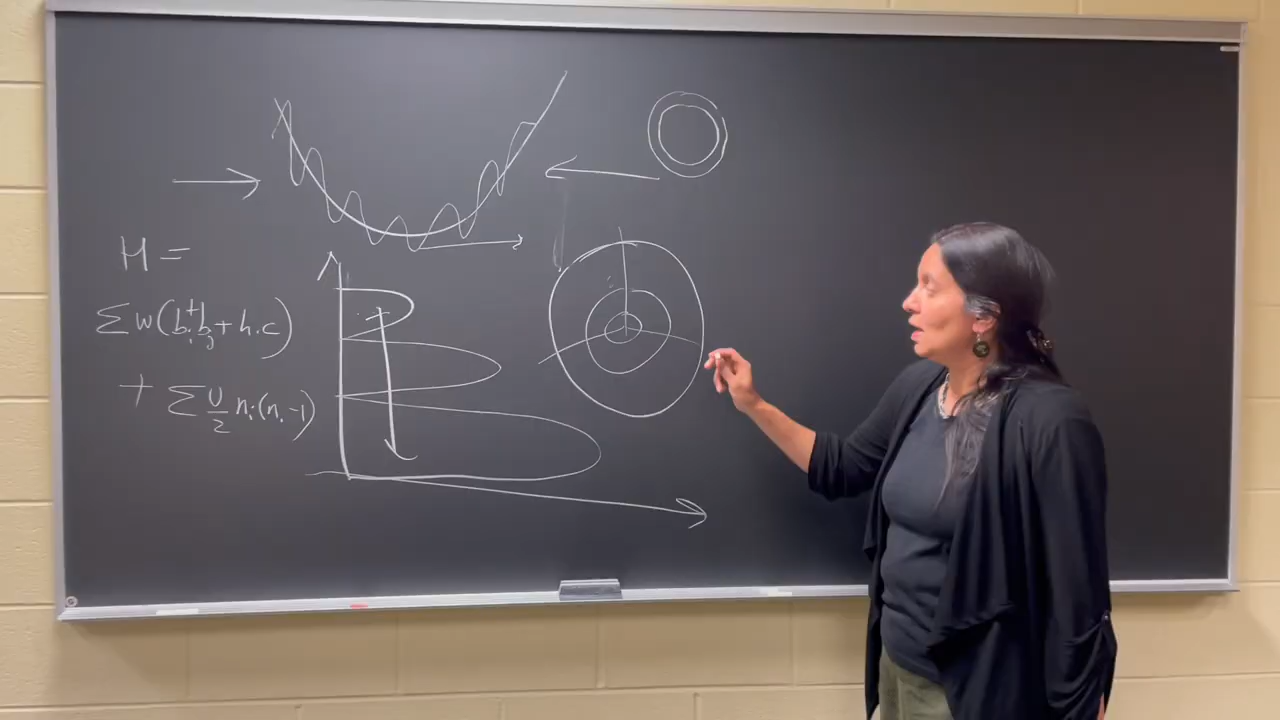 H =
∑ w(b†ᵢbⱼ + h.c)
+ ∑ U/2 nᵢ(nᵢ-1)